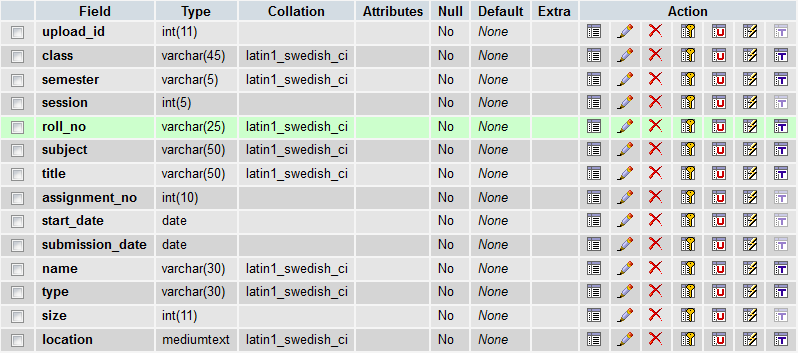 Field Type Collation Attributes Null Default Extra Action
upload_id int(11) No None
class varchar(45) latin1_swedish_ci No None
semester varchar(5) latin1_swedish_ci No None
session int(5) No None
roll_no varchar(25) latin1_swedish_ci No None
subject varchar(50) latin1_swedish_ci No None
title varchar(50) latin1_swedish_ci No None
assignment_no int(10) No None
start_date date No None
submission_date date No None
name varchar(30) latin1_swedish_ci No None
type varchar(30) latin1_swedish_ci No None
size int(11) No None
location mediumtext latin1_swedish_ci No None